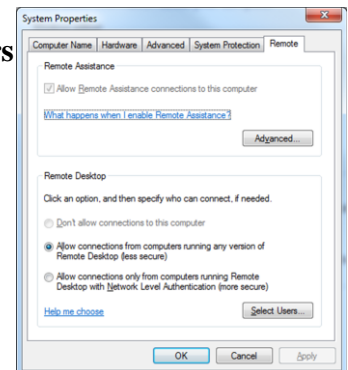 rs
System Properties
Computer Name Hardware Advanced System Protection Remote
Remote Assistance
Allow Remote Assistance connections to this computer
What happens when I enable Remote Assistance?
Advanced...
Remote Desktop
Click an option, and then specify who can connect, if needed.
Don't allow connections to this computer
Allow connections from computers running any version of
Remote Desktop (less secure)
Allow connections only from computers running Remote
Desktop with Network Level Authentication (more secure)
Help me choose
Select Users...
OK Cancel Apply